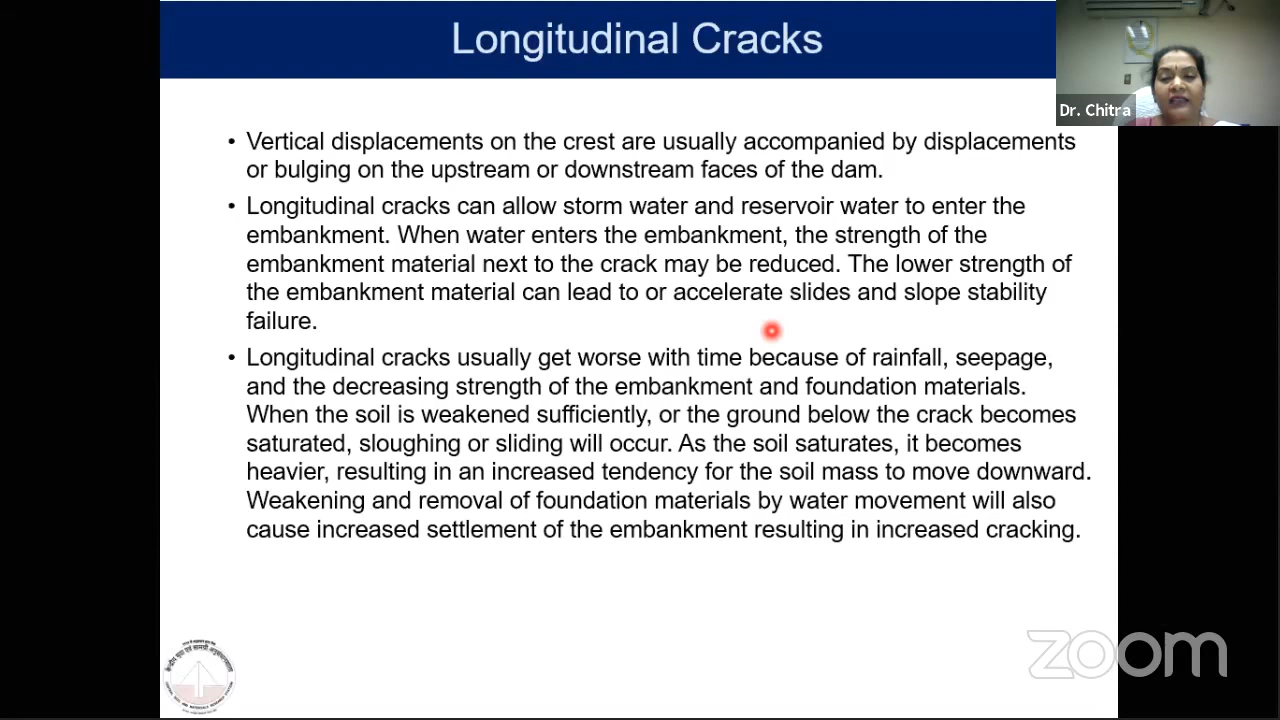 Longitudinal Cracks
Dr. Chitra
• Vertical displacements on the crest are usually accompanied by displacements
or bulging on the upstream or downstream faces of the dam.
• Longitudinal cracks can allow storm water and reservoir water to enter the
embankment. When water enters the embankment, the strength of the
embankment material next to the crack may be reduced. The lower strength of
the embankment material can lead to or accelerate slides and slope stability
failure.
• Longitudinal cracks usually get worse with time because of rainfall, seepage,
and the decreasing strength of the embankment and foundation materials.
When the soil is weakened sufficiently, or the ground below the crack becomes
saturated, sloughing or sliding will occur. As the soil saturates, it becomes
heavier, resulting in an increased tendency for the soil mass to move downward.
Weakening and removal of foundation materials by water movement will also
cause increased settlement of the embankment resulting in increased cracking.
zoom